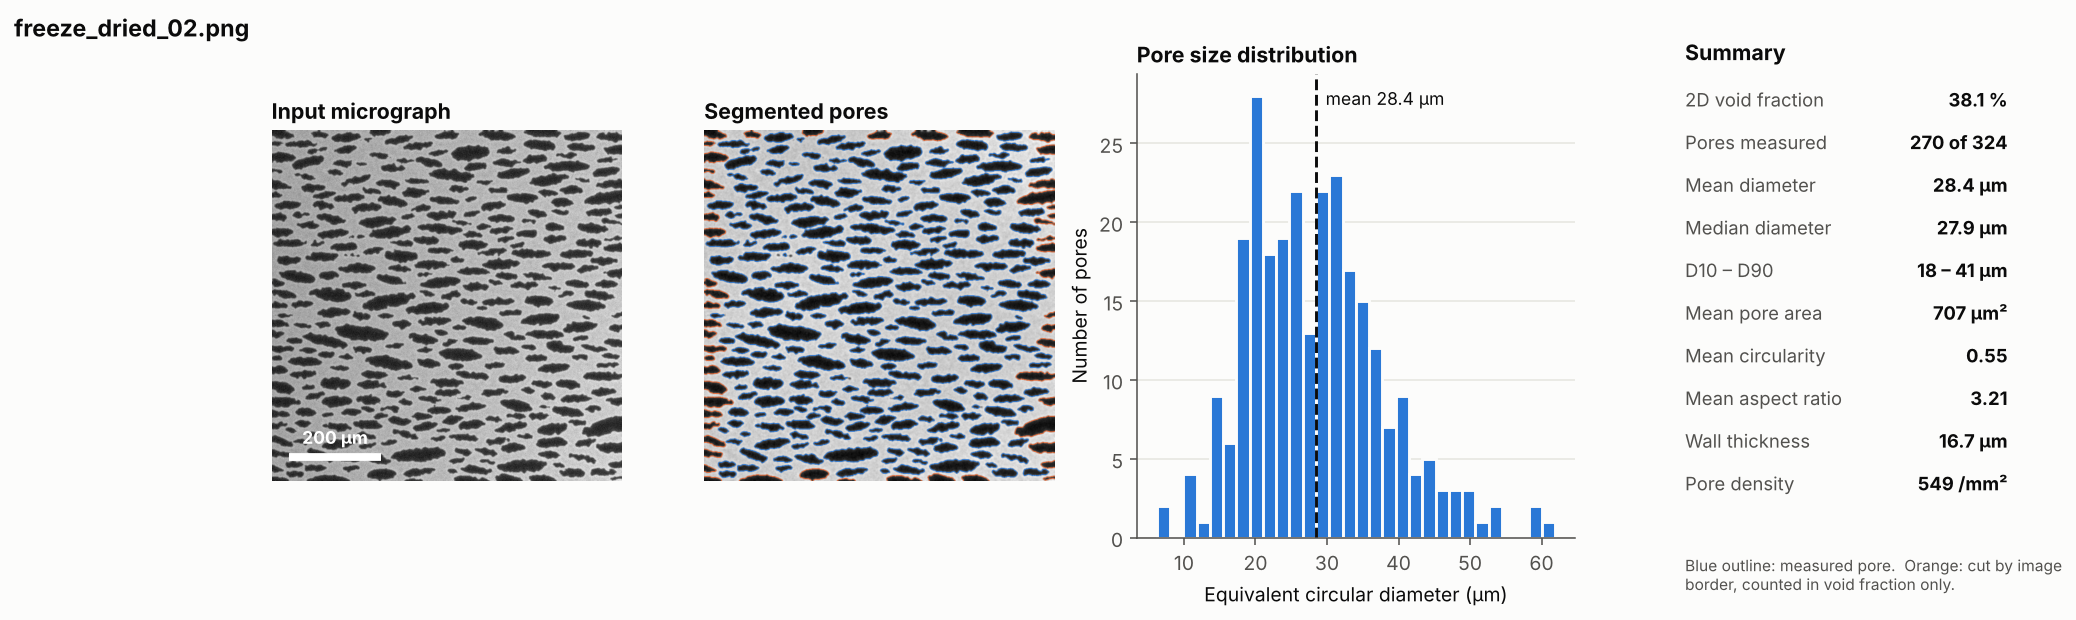 freeze_dried_02.png
Input micrograph
200 µm
Segmented pores
Pore size distribution
mean 28.4 µm
Number of pores
25
20
15
10
5
0
10 20 30 40 50 60
Equivalent circular diameter (µm)
Summary
2D void fraction 38.1 %
Pores measured 270 of 324
Mean diameter 28.4 µm
Median diameter 27.9 µm
D10 – D90 18 – 41 µm
Mean pore area 707 µm²
Mean circularity 0.55
Mean aspect ratio 3.21
Wall thickness 16.7 µm
Pore density 549 /mm²
Blue outline: measured pore. Orange: cut by image
border, counted in void fraction only.